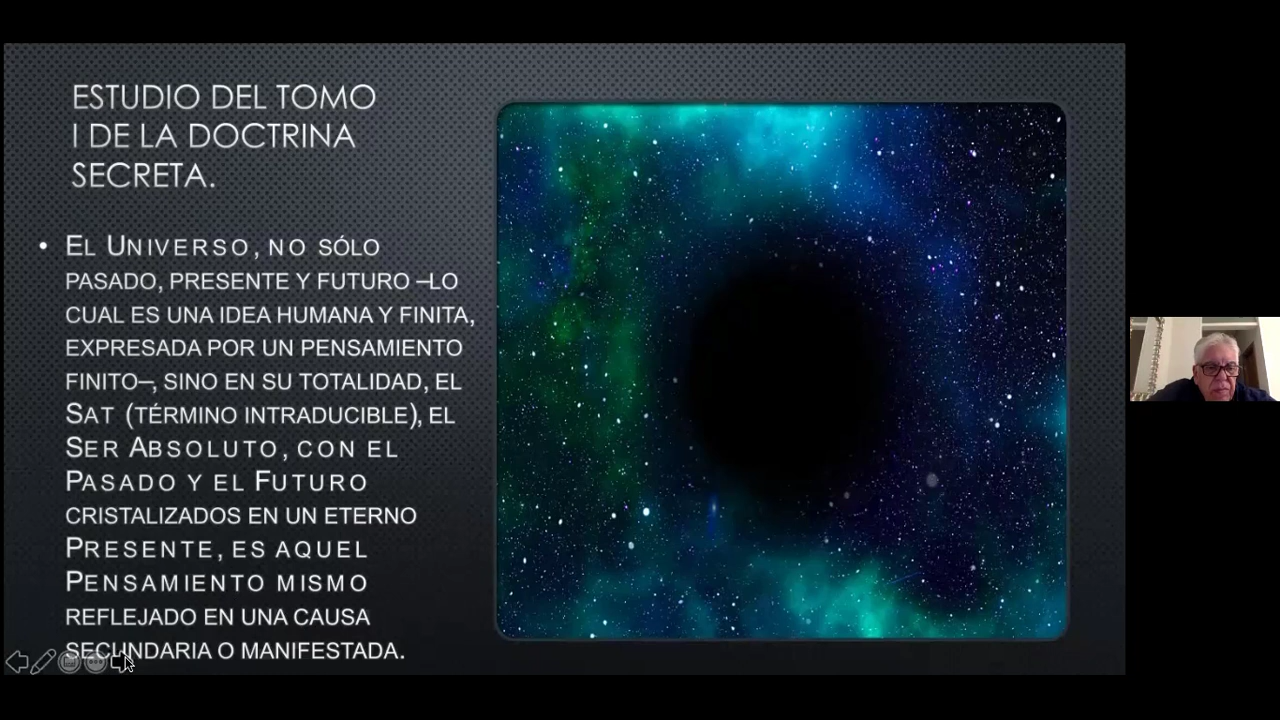 ESTUDIO DEL TOMO
I DE LA DOCTRINA
SECRETA.
• EL UNIVERSO, NO SÓLO
PASADO, PRESENTE Y FUTURO –LO
CUAL ES UNA IDEA HUMANA Y FINITA,
EXPRESADA POR UN PENSAMIENTO
FINITO–, SINO EN SU TOTALIDAD, EL
SAT (TÉRMINO INTRADUCIBLE), EL
SER ABSOLUTO, CON EL
PASADO Y EL FUTURO
CRISTALIZADOS EN UN ETERNO
PRESENTE, ES AQUEL
PENSAMIENTO MISMO
REFLEJADO EN UNA CAUSA
SECUNDARIA O MANIFESTADA.